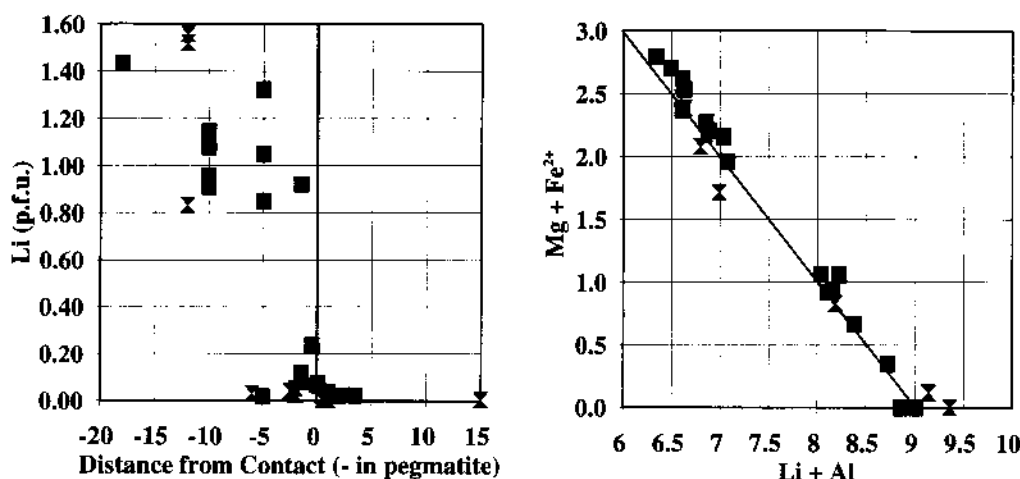 1.60
1.40
1.20
1.00
0.80
0.60
0.40
0.20
0.00
Li (p.f.u.)
-20 -15 -10 -5 0 5 10 15
Distance from Contact (- in pegmatite)
3.0
2.5
2.0
1.5
1.0
0.5
0.0
Mg + Fe²⁺
6 6.5 7 7.5 8 8.5 9 9.5 10
Li + Al